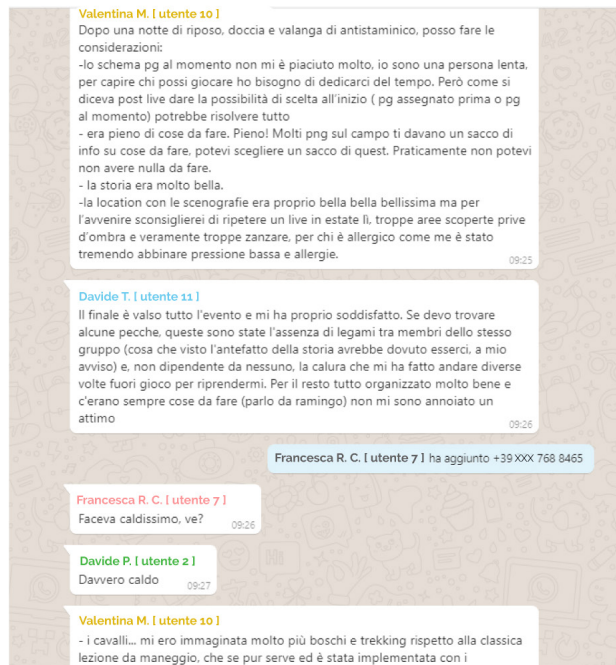 Valentina M. [ utente 10 ]
Dopo una notte di riposo, doccia e valanga di antistaminico, posso fare le
considerazioni:
-lo schema pg al momento non mi è piaciuto molto, io sono una persona lenta,
per capire chi possi giocare ho bisogno di dedicarci del tempo. Però come si
diceva post live dare la possibilità di scelta all'inizio ( pg assegnato prima o pg
al momento) potrebbe risolvere tutto
- era pieno di cose da fare. Pieno! Molti png sul campo ti davano un sacco di
info su cose da fare, potevi scegliere un sacco di quest. Praticamente non potevi
non avere nulla da fare.
- la storia era molto bella.
-la location con le scenografie era proprio bella bella bellissima ma per
l'avvenire sconsiglierei di ripetere un live in estate lì, troppe aree scoperte prive
d'ombra e veramente troppe zanzare, per chi è allergico come me è stato
tremendo abbinare pressione bassa e allergie.
09:25
Davide T. [ utente 11 ]
Il finale è valso tutto l'evento e mi ha proprio soddisfatto. Se devo trovare
alcune pecche, queste sono state l'assenza di legami tra membri dello stesso
gruppo (cosa che visto l'antefatto della storia avrebbe dovuto esserci, a mio
avviso) e, non dipendente da nessuno, la calura che mi ha fatto andare diverse
volte fuori gioco per riprendermi. Per il resto tutto organizzato molto bene e
c'erano sempre cose da fare (parlo da ramingo) non mi sono annoiato un
attimo
09:26
Francesca R. C. [ utente 7 ] ha aggiunto +39 XXX 768 8465
Francesca R. C. [ utente 7 ]
Faceva caldissimo, ve?
09:26
Davide P. [ utente 2 ]
Davvero caldo
09:27
Valentina M. [ utente 10 ]
- i cavalli... mi ero immaginata molto più boschi e trekking rispetto alla classica
lezione da maneggio, che se pur serve ed è stata implementata con i